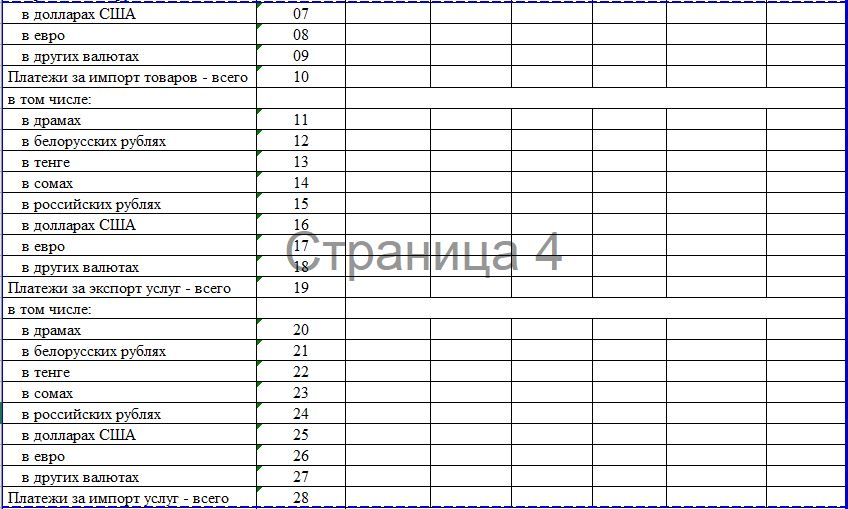 в долларах США 07
в евро 08
в других валютах 09
Платежи за импорт товаров - всего 10
в том числе:
в драмах 11
в белорусских рублях 12
в тенге 13
в сомах 14
в российских рублях 15
в долларах США 16
в евро 17
Страница 4
в других валютах 18
Платежи за экспорт услуг - всего 19
в том числе:
в драмах 20
в белорусских рублях 21
в тенге 22
в сомах 23
в российских рублях 24
в долларах США 25
в евро 26
в других валютах 27
Платежи за импорт услуг - всего 28